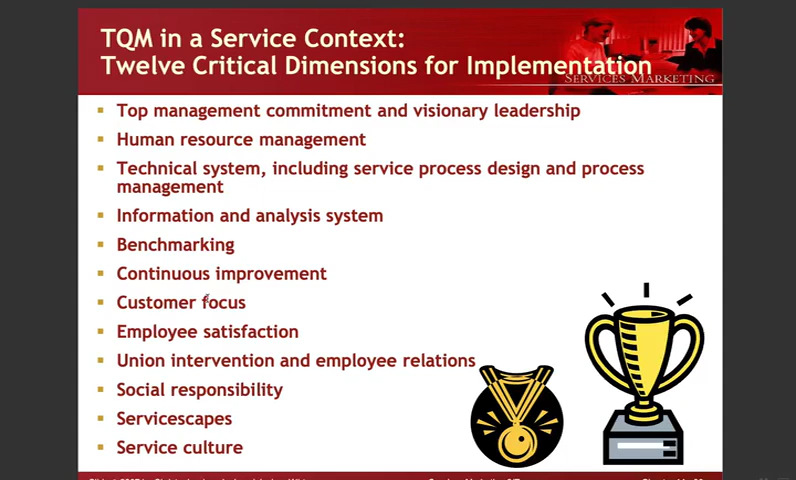 TQM in a Service Context:
Twelve Critical Dimensions for Implementation
SERVICES MARKETING
▪ Top management commitment and visionary leadership
▪ Human resource management
▪ Technical system, including service process design and process
management
▪ Information and analysis system
▪ Benchmarking
▪ Continuous improvement
▪ Customer focus
▪ Employee satisfaction
▪ Union intervention and employee relations
▪ Social responsibility
▪ Servicescapes
▪ Service culture